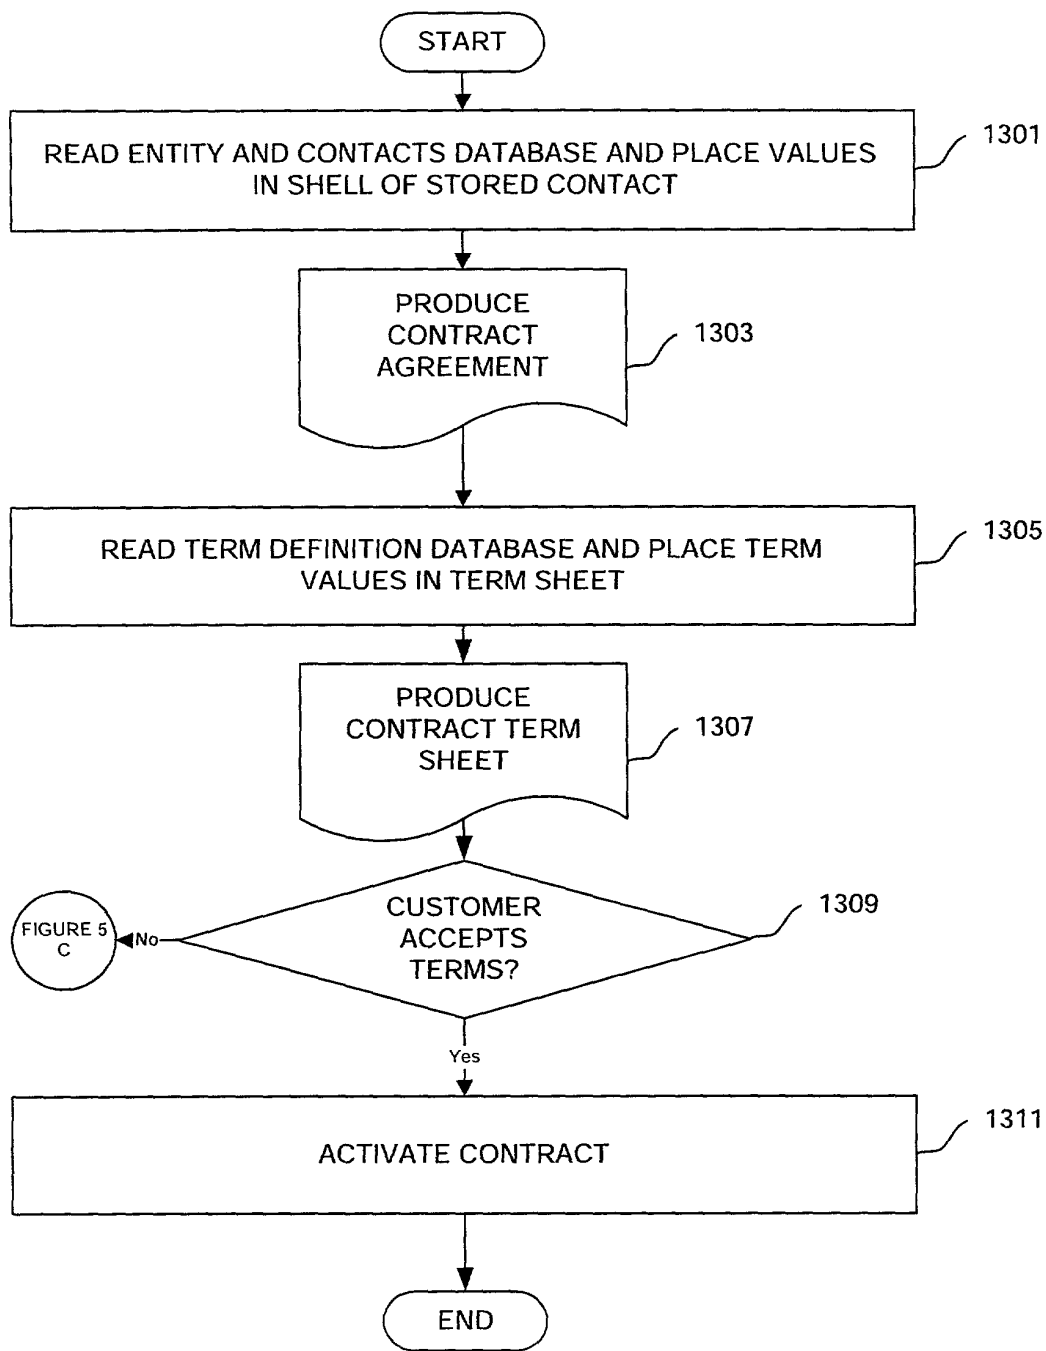 START
READ ENTITY AND CONTACTS DATABASE AND PLACE VALUES
IN SHELL OF STORED CONTACT
1301
PRODUCE
CONTRACT
AGREEMENT
1303
READ TERM DEFINITION DATABASE AND PLACE TERM
VALUES IN TERM SHEET
1305
PRODUCE
CONTRACT TERM
SHEET
1307
CUSTOMER
ACCEPTS
TERMS?
1309
No
FIGURE 5
C
Yes
ACTIVATE CONTRACT
1311
END